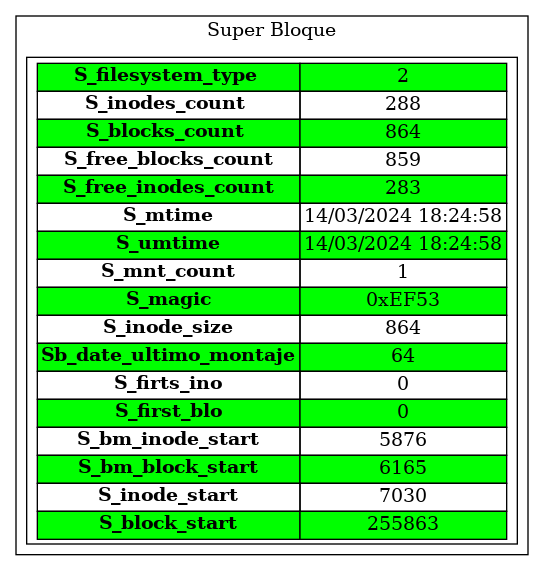 Super Bloque
S_filesystem_type 2
S_inodes_count 288
S_blocks_count 864
S_free_blocks_count 859
S_free_inodes_count 283
S_mtime 14/03/2024 18:24:58
S_umtime 14/03/2024 18:24:58
S_mnt_count 1
S_magic 0xEF53
S_inode_size 864
Sb_date_ultimo_montaje 64
S_firts_ino 0
S_first_blo 0
S_bm_inode_start 5876
S_bm_block_start 6165
S_inode_start 7030
S_block_start 255863